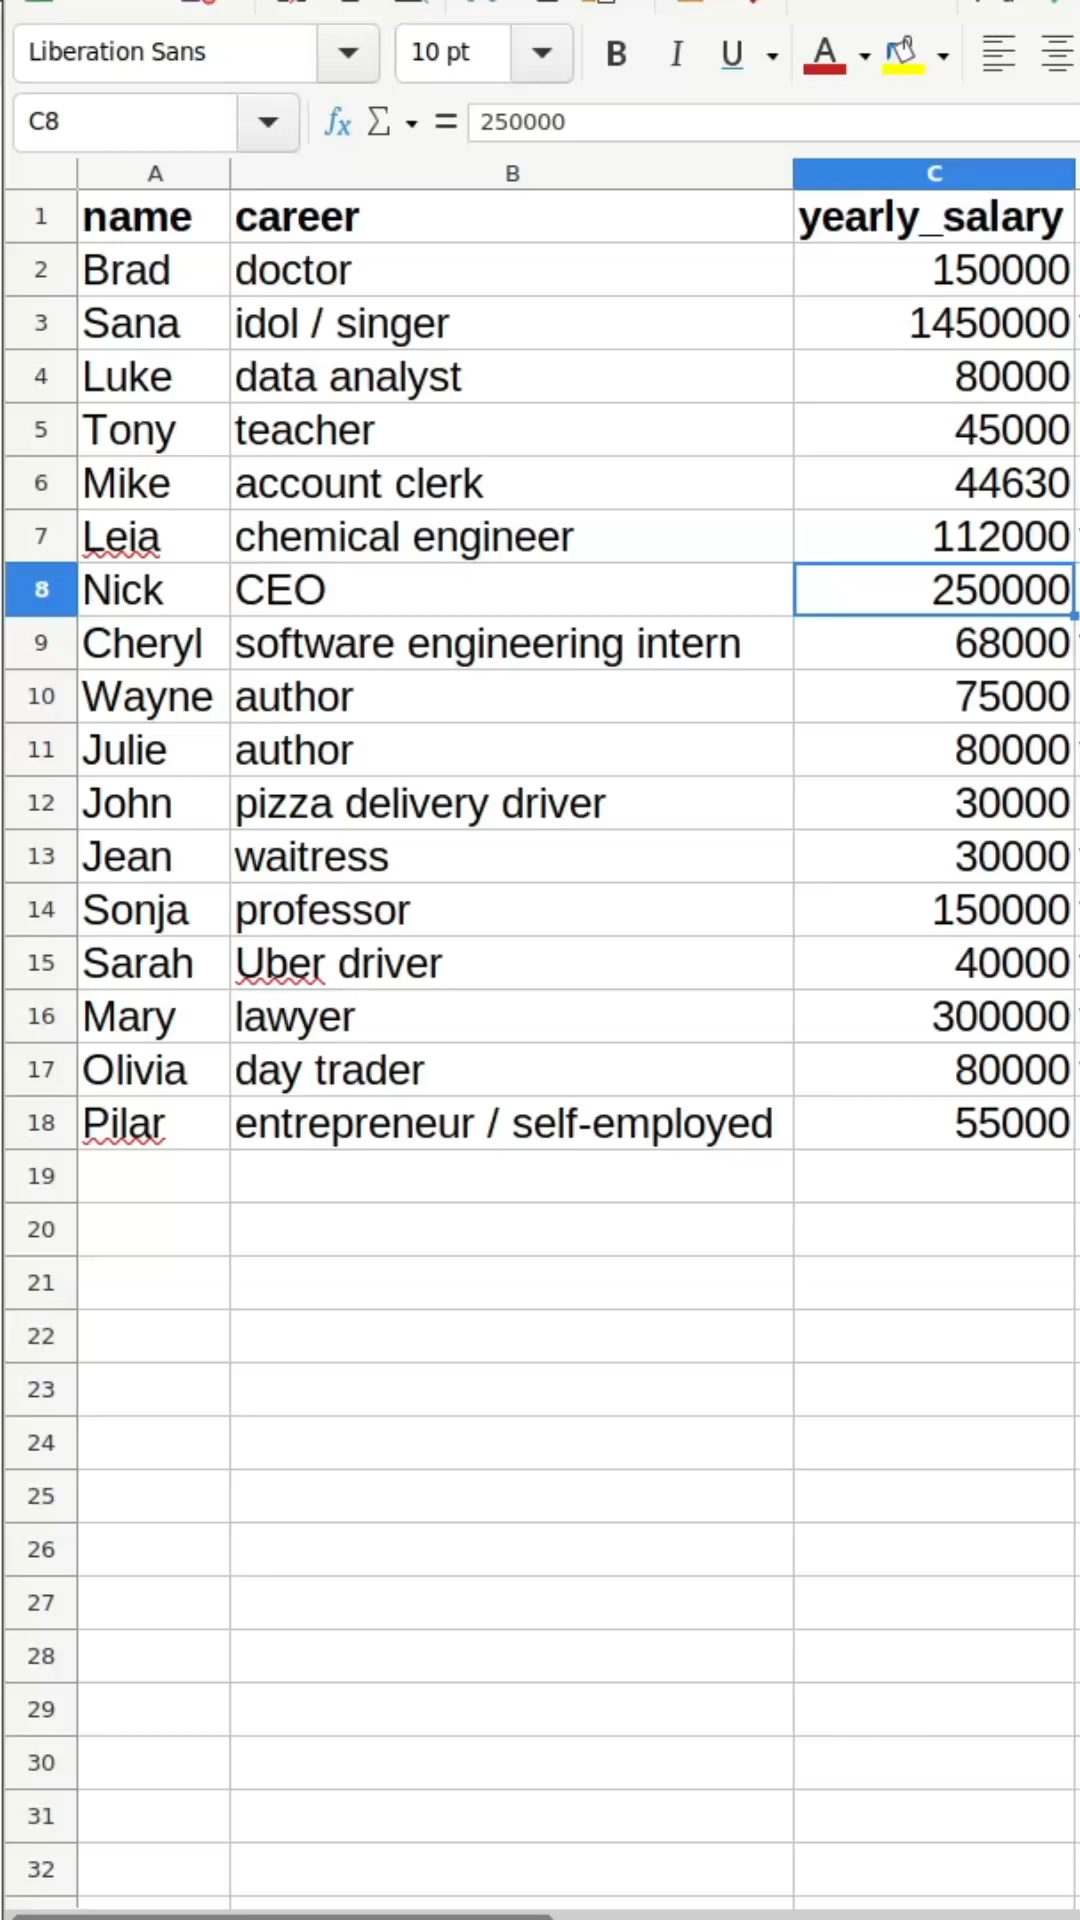 Liberation Sans 10 pt B I U A
C8 fx Σ = 250000
A B C
1 name career yearly_salary
2 Brad doctor 150000
3 Sana idol / singer 1450000
4 Luke data analyst 80000
5 Tony teacher 45000
6 Mike account clerk 44630
7 Leia chemical engineer 112000
8 Nick CEO 250000
9 Cheryl software engineering intern 68000
10 Wayne author 75000
11 Julie author 80000
12 John pizza delivery driver 30000
13 Jean waitress 30000
14 Sonja professor 150000
15 Sarah Uber driver 40000
16 Mary lawyer 300000
17 Olivia day trader 80000
18 Pilar entrepreneur / self-employed 55000
19
20
21
22
23
24
25
26
27
28
29
30
31
32